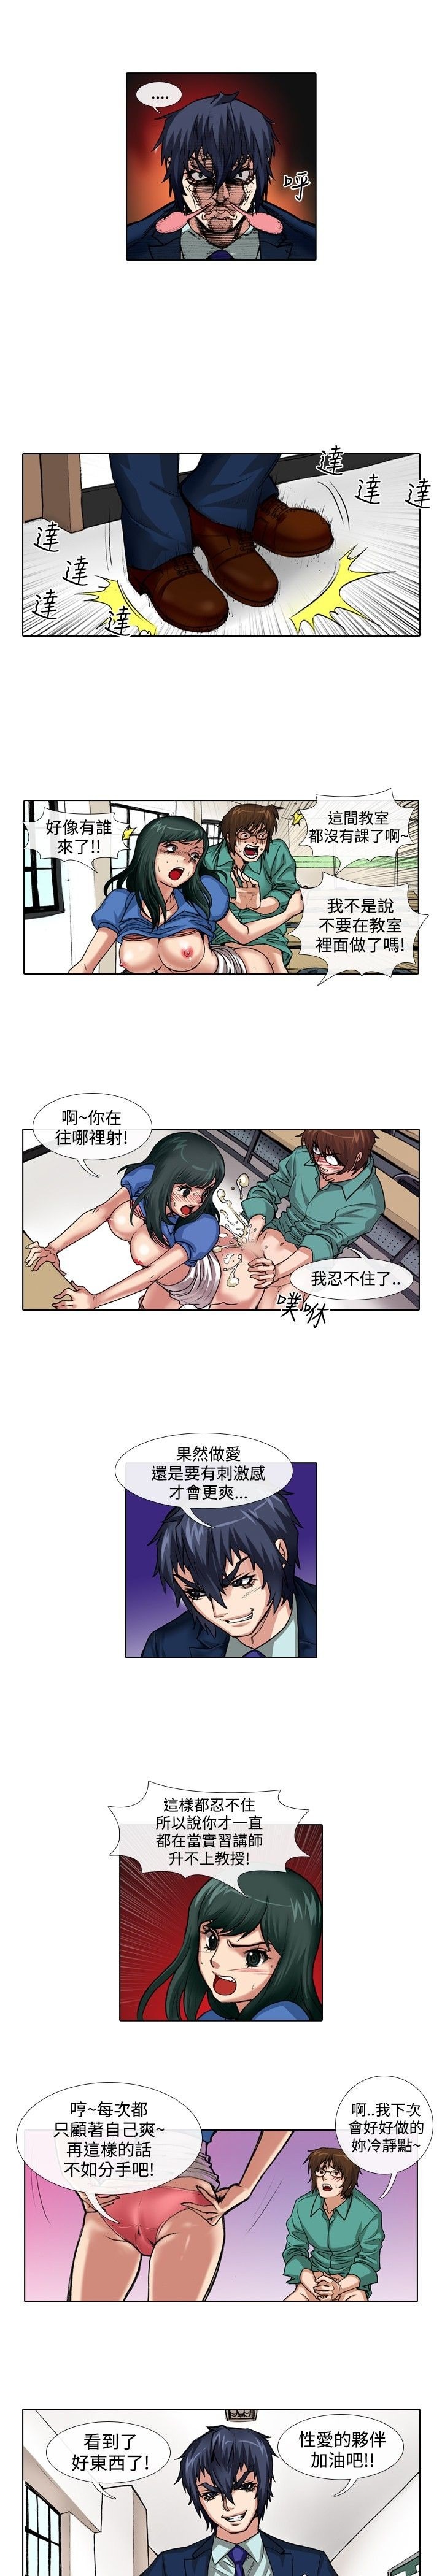 ....
呼
達
達
達
達
達
達
達
好像有誰
來了!!
這間教室
都沒有課了啊~
我不是說
不要在教室
裡面做了嗎!
啊~你在
往哪裡射!
我忍不住了..
噗咻
果然做愛
還是要有刺激感
才會更爽...
這樣都忍不住
所以說你才一直
都在當實習講師
升不上教授!
哼~每次都
只顧著自己爽~
再這樣的話
不如分手吧!
啊..我下次
會好好做的
妳冷靜點~
看到了
好東西了!
性愛的夥伴
加油吧!!